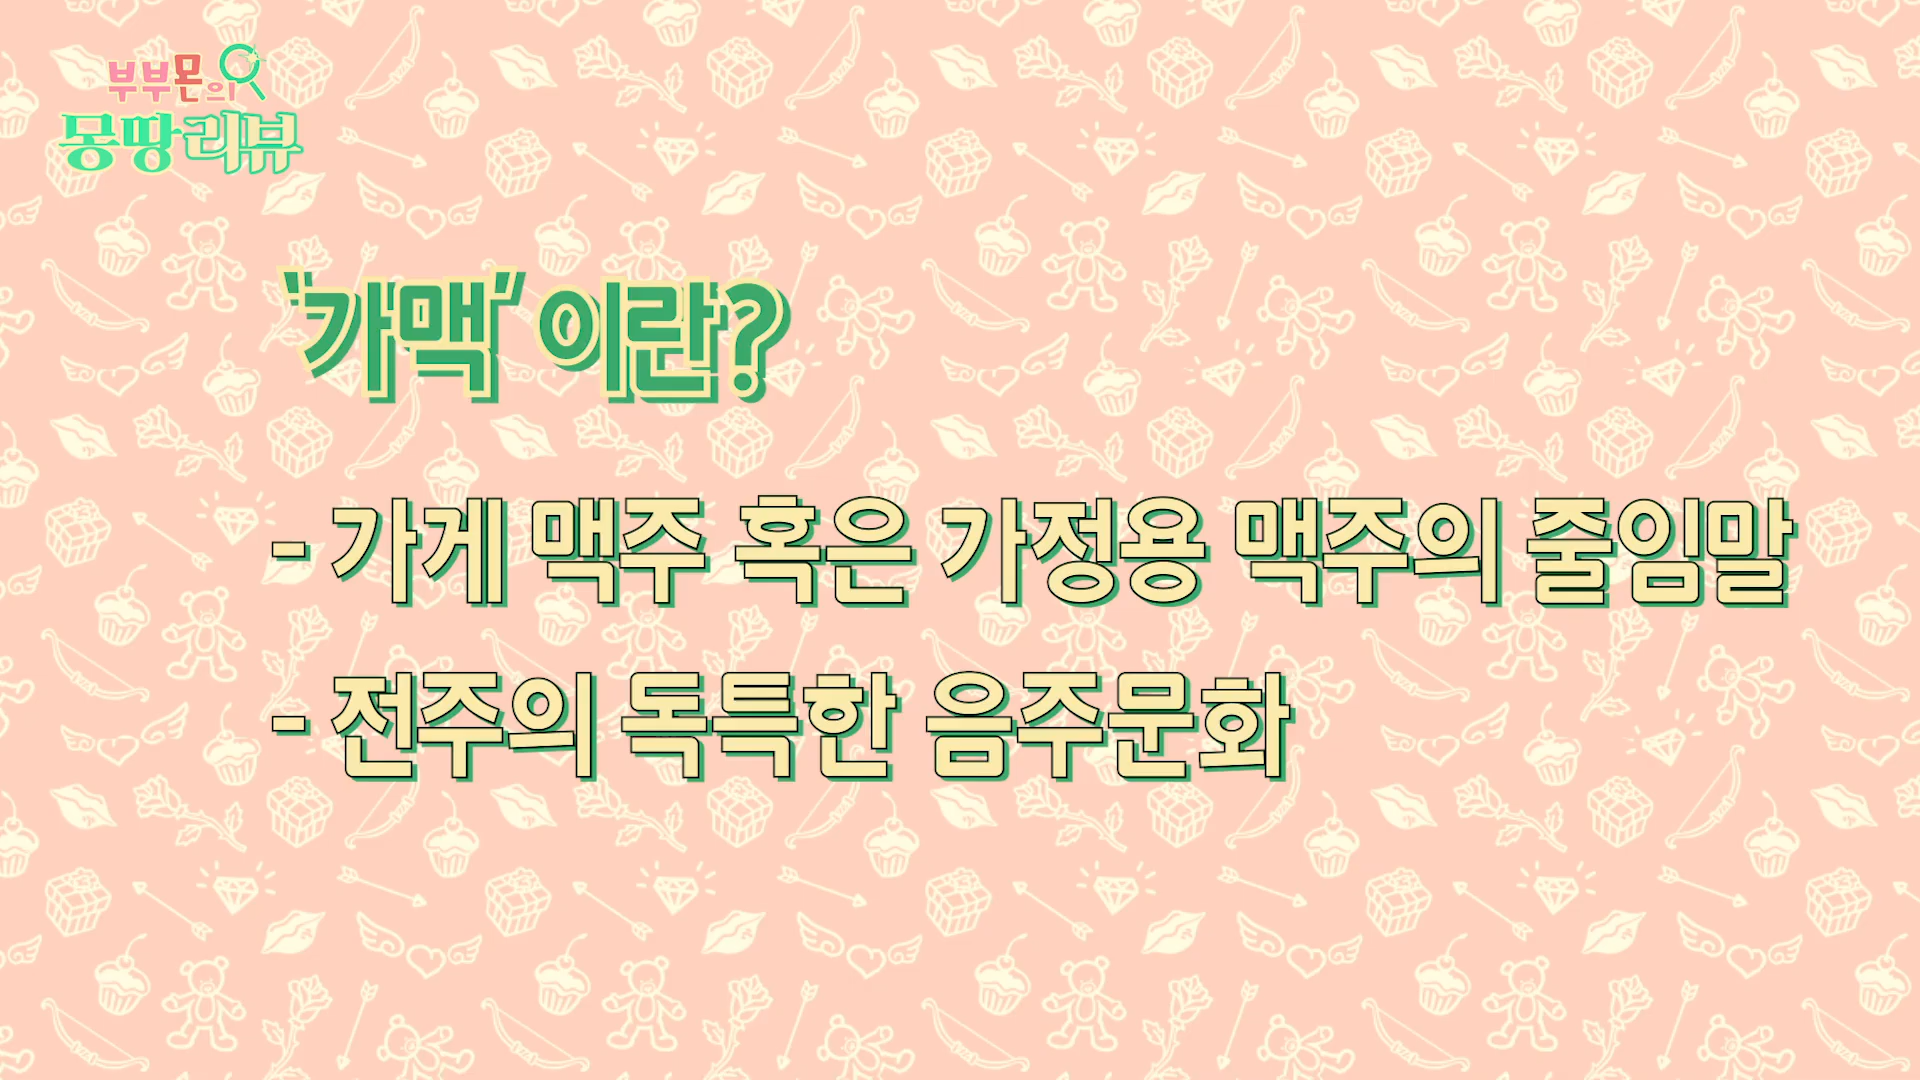 부부몬의
몽땅리뷰
'가맥' 이란?
- 가게 맥주 혹은 가정용 맥주의 줄임말
- 전주의 독특한 음주문화